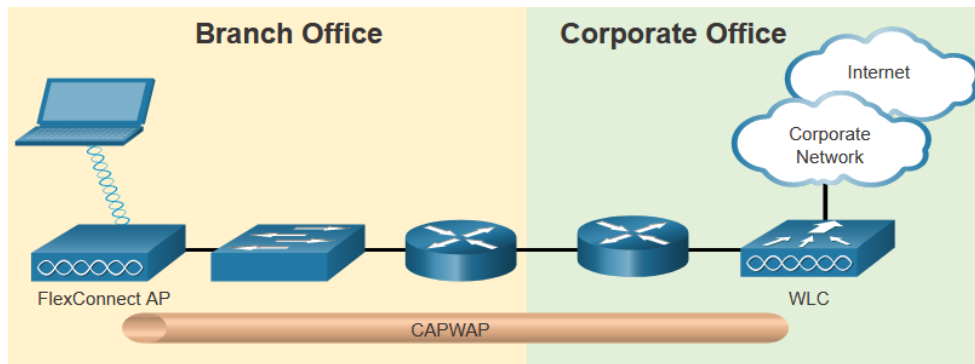 Branch Office
Corporate Office
Internet
Corporate
Network
FlexConnect AP
WLC
CAPWAP